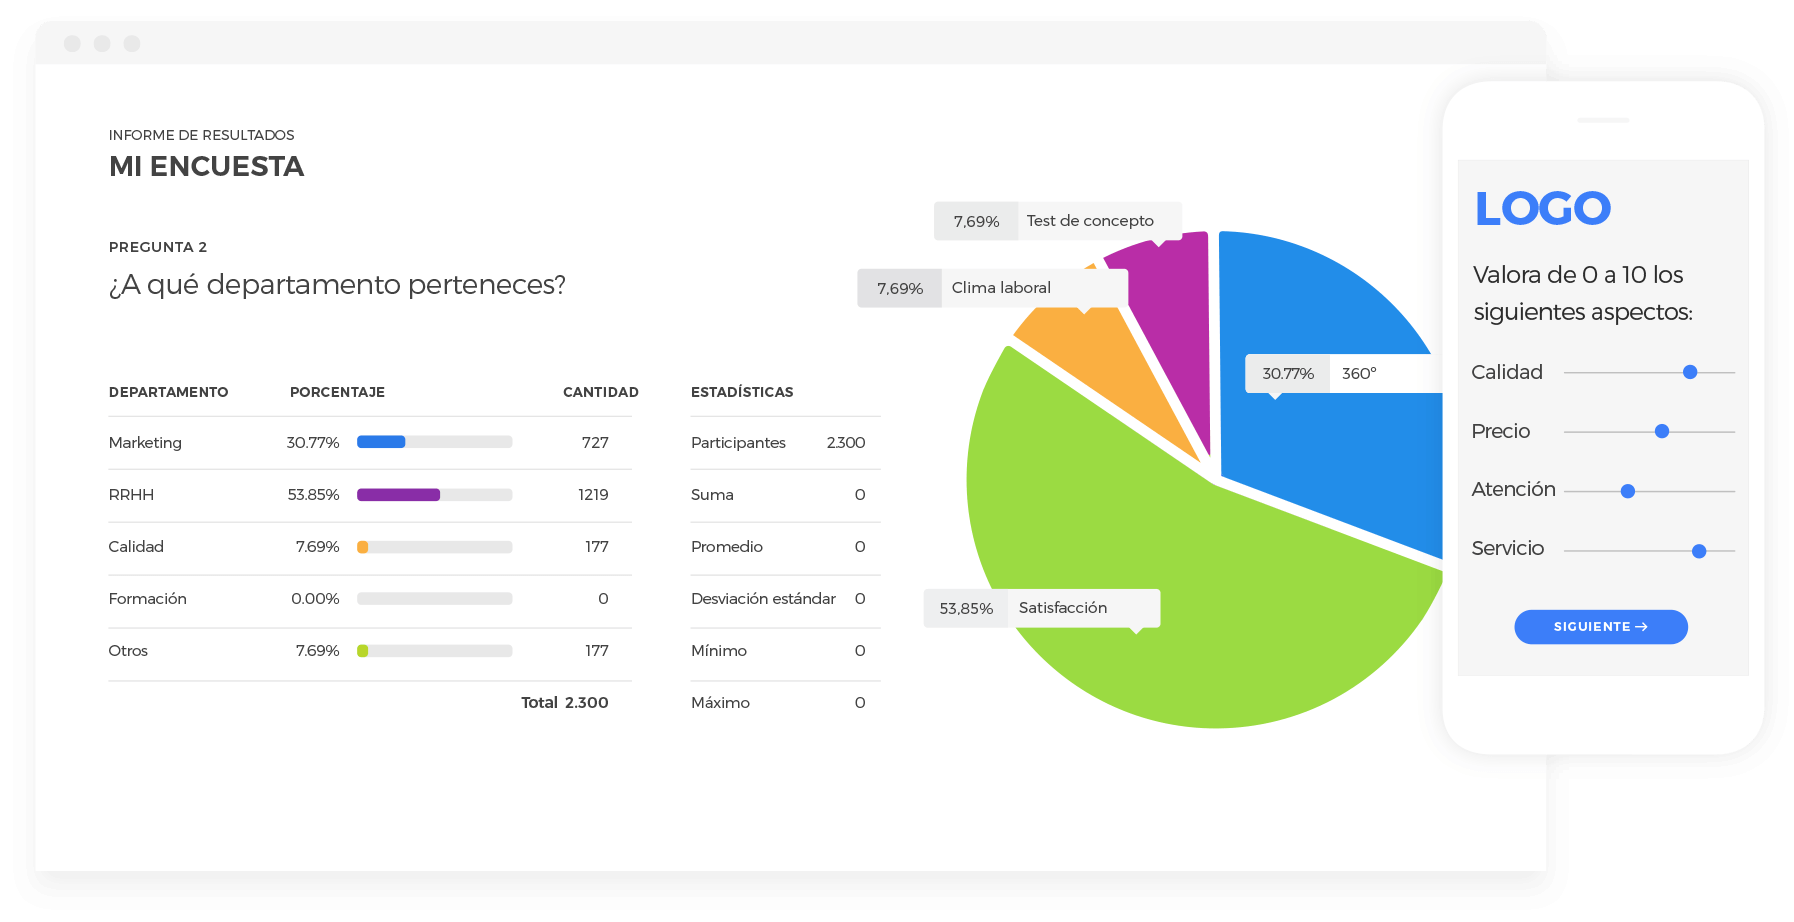 INFORME DE RESULTADOS
MI ENCUESTA
PREGUNTA 2
¿A qué departamento perteneces?
DEPARTAMENTO PORCENTAJE CANTIDAD
Marketing 30.77% 727
RRHH 53.85% 1219
Calidad 7.69% 177
Formación 0.00% 0
Otros 7.69% 177
Total 2.300
ESTADÍSTICAS
Participantes 2.300
Suma 0
Promedio 0
Desviación estándar 0
Mínimo 0
Máximo 0
7,69% Test de concepto
7,69% Clima laboral
30.77% 360º
53,85% Satisfacción
LOGO
Valora de 0 a 10 los
siguientes aspectos:
Calidad
Precio
Atención
Servicio
SIGUIENTE →